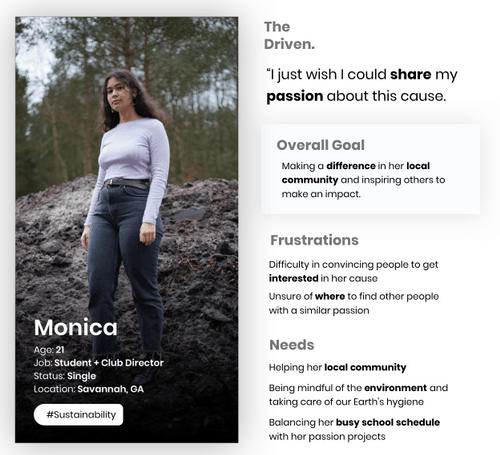 Monica
Age: 21
Job: Student + Club Director
Status: Single
Location: Savannah, GA
#Sustainability
The
Driven.
“I just wish I could share my
passion about this cause.
Overall Goal
Making a difference in her local
community and inspiring others to
make an impact.
Frustrations
Difficulty in convincing people to get
interested in her cause
Unsure of where to find other people
with a similar passion
Needs
Helping her local community
Being mindful of the environment and
taking care of our Earth's hygiene
Balancing her busy school schedule
with her passion projects